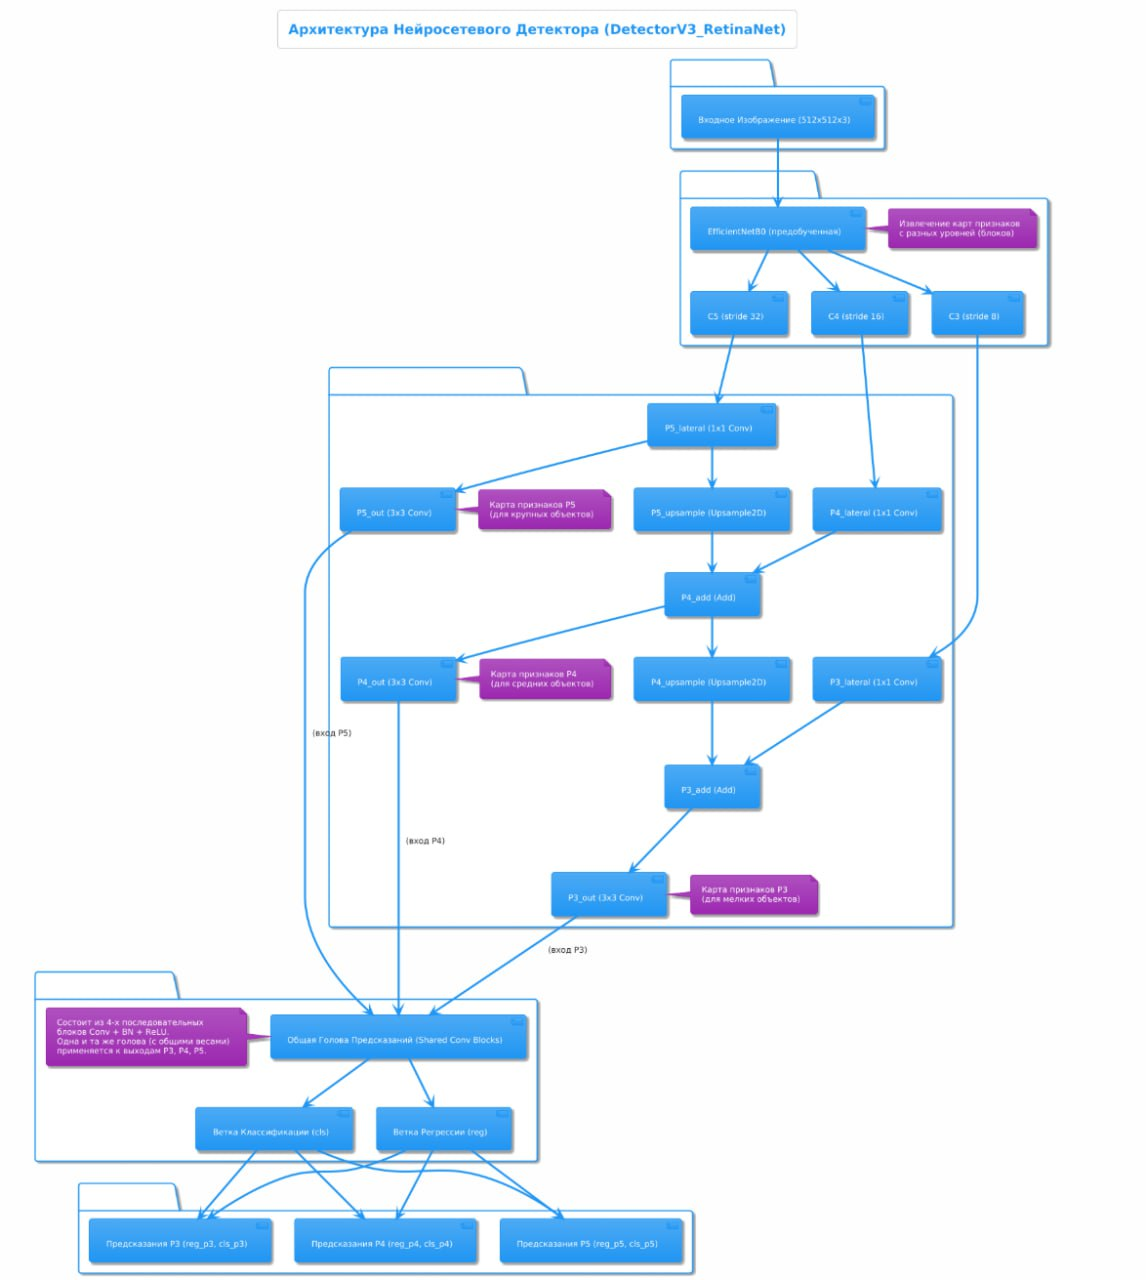 Архитектура Нейросетевого Детектора (DetectorV3_RetinaNet)
Входное Изображение (512x512x3)
EfficientNetB0 (предобученная)
Извлечение карт признаков
с разных уровней (блоков)
C5 (stride 32)
C4 (stride 16)
C3 (stride 8)
P5_lateral (1x1 Conv)
P5_out (3x3 Conv)
Карта признаков P5
(для крупных объектов)
P5_upsample (Upsample2D)
P4_lateral (1x1 Conv)
P4_add (Add)
P4_out (3x3 Conv)
Карта признаков P4
(для средних объектов)
P4_upsample (Upsample2D)
P3_lateral (1x1 Conv)
(вход P5)
P3_add (Add)
(вход P4)
P3_out (3x3 Conv)
Карта признаков P3
(для мелких объектов)
(вход P3)
Состоит из 4-х последовательных
блоков Conv + BN + ReLU.
Одна и та же голова (с общими весами)
применяется к выходам P3, P4, P5.
Общая Голова Предсказаний (Shared Conv Blocks)
Ветка Классификации (cls)
Ветка Регрессии (reg)
Предсказания P3 (reg_p3, cls_p3)
Предсказания P4 (reg_p4, cls_p4)
Предсказания P5 (reg_p5, cls_p5)